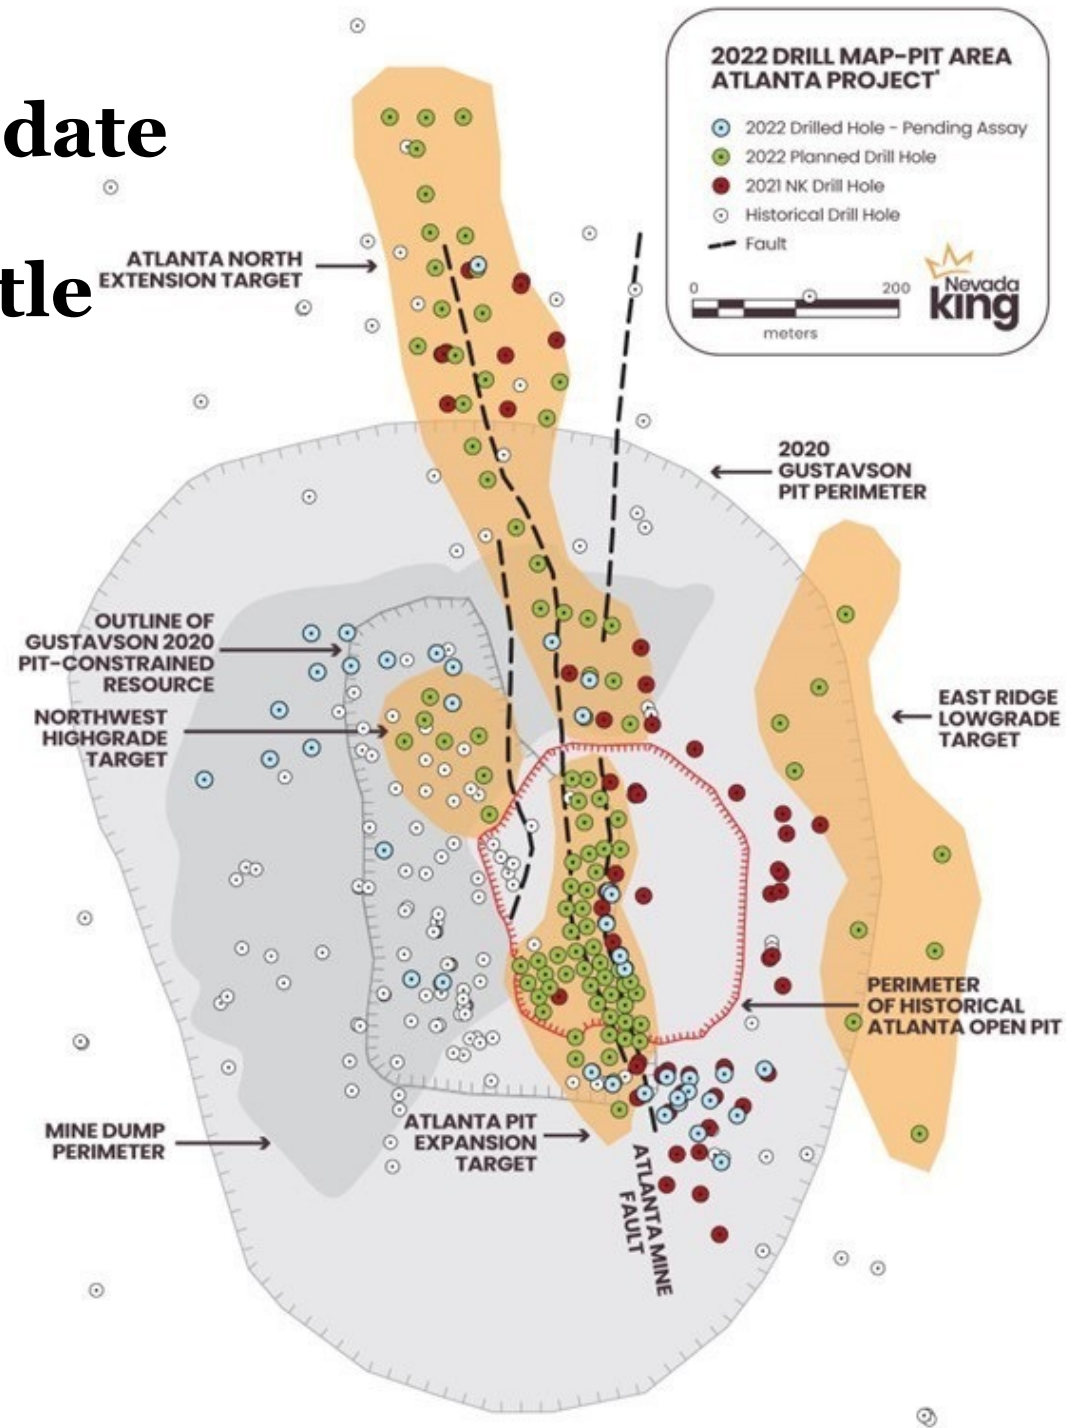 date
tle
2022 DRILL MAP-PIT AREA
ATLANTA PROJECT'
2022 Drilled Hole - Pending Assay
2022 Planned Drill Hole
2021 NK Drill Hole
Historical Drill Hole
Fault
0 200
meters
Nevada
king
ATLANTA NORTH
EXTENSION TARGET
2020
GUSTAVSON
PIT PERIMETER
OUTLINE OF
GUSTAVSON 2020
PIT-CONSTRAINED
RESOURCE
NORTHWEST
HIGHGRADE
TARGET
EAST RIDGE
LOWGRADE
TARGET
PERIMETER
OF HISTORICAL
ATLANTA OPEN PIT
MINE DUMP
PERIMETER
ATLANTA PIT
EXPANSION
TARGET
ATLANTA MINE
FAULT